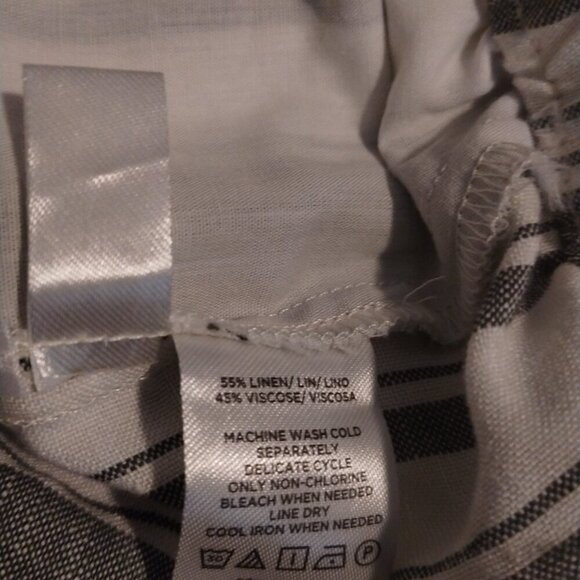 55% LINEN/ LIN/ LINO
45% VISCOSE/ VISCOSA
MACHINE WASH COLD
SEPARATELY
DELICATE CYCLE
ONLY NON-CHLORINE
BLEACH WHEN NEEDED
LINE DRY
COOL IRON WHEN NEEDED
30 P